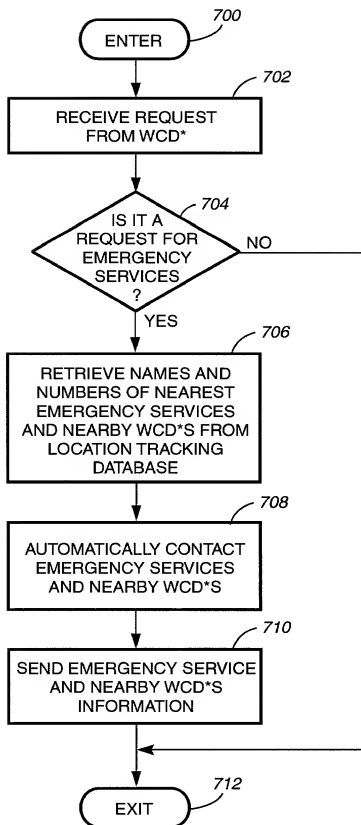 700
ENTER
702
RECEIVE REQUEST
FROM WCD*
704
IS IT A
REQUEST FOR
EMERGENCY
SERVICES
?
NO
YES
706
RETRIEVE NAMES AND
NUMBERS OF NEAREST
EMERGENCY SERVICES
AND NEARBY WCD*S FROM
LOCATION TRACKING
DATABASE
708
AUTOMATICALLY CONTACT
EMERGENCY SERVICES
AND NEARBY WCD*S
710
SEND EMERGENCY SERVICE
AND NEARBY WCD*S
INFORMATION
712
EXIT